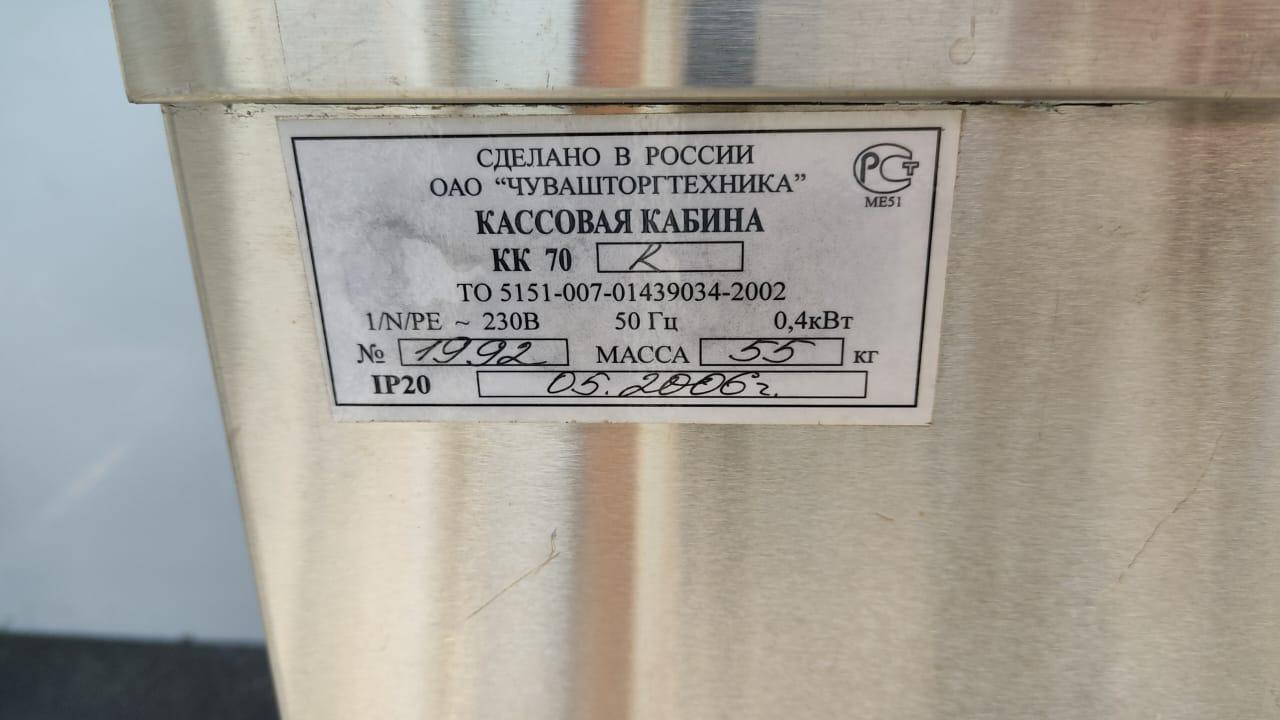 СДЕЛАНО В РОССИИ
ОАО “ЧУВАШТОРГТЕХНИКА”
РСТ
МЕ51
КАССОВАЯ КАБИНА
КК 70 К
ТО 5151-007-01439034-2002
1/N/PE ~ 230В 50 Гц 0,4кВт
№ 1992 МАССА 55 кг
IP20 05.2006г.